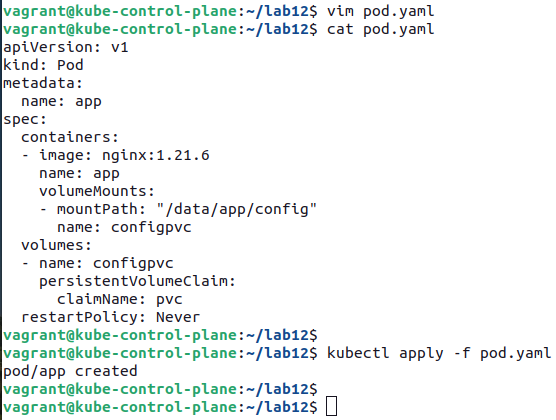 vagrant@kube-control-plane:~/lab12$ vim pod.yaml
vagrant@kube-control-plane:~/lab12$ cat pod.yaml
apiVersion: v1
kind: Pod
metadata:
  name: app
spec:
  containers:
  - image: nginx:1.21.6
    name: app
    volumeMounts:
    - mountPath: "/data/app/config"
      name: configpvc
  volumes:
  - name: configpvc
    persistentVolumeClaim:
      claimName: pvc
  restartPolicy: Never
vagrant@kube-control-plane:~/lab12$
vagrant@kube-control-plane:~/lab12$ kubectl apply -f pod.yaml
pod/app created
vagrant@kube-control-plane:~/lab12$
vagrant@kube-control-plane:~/lab12$